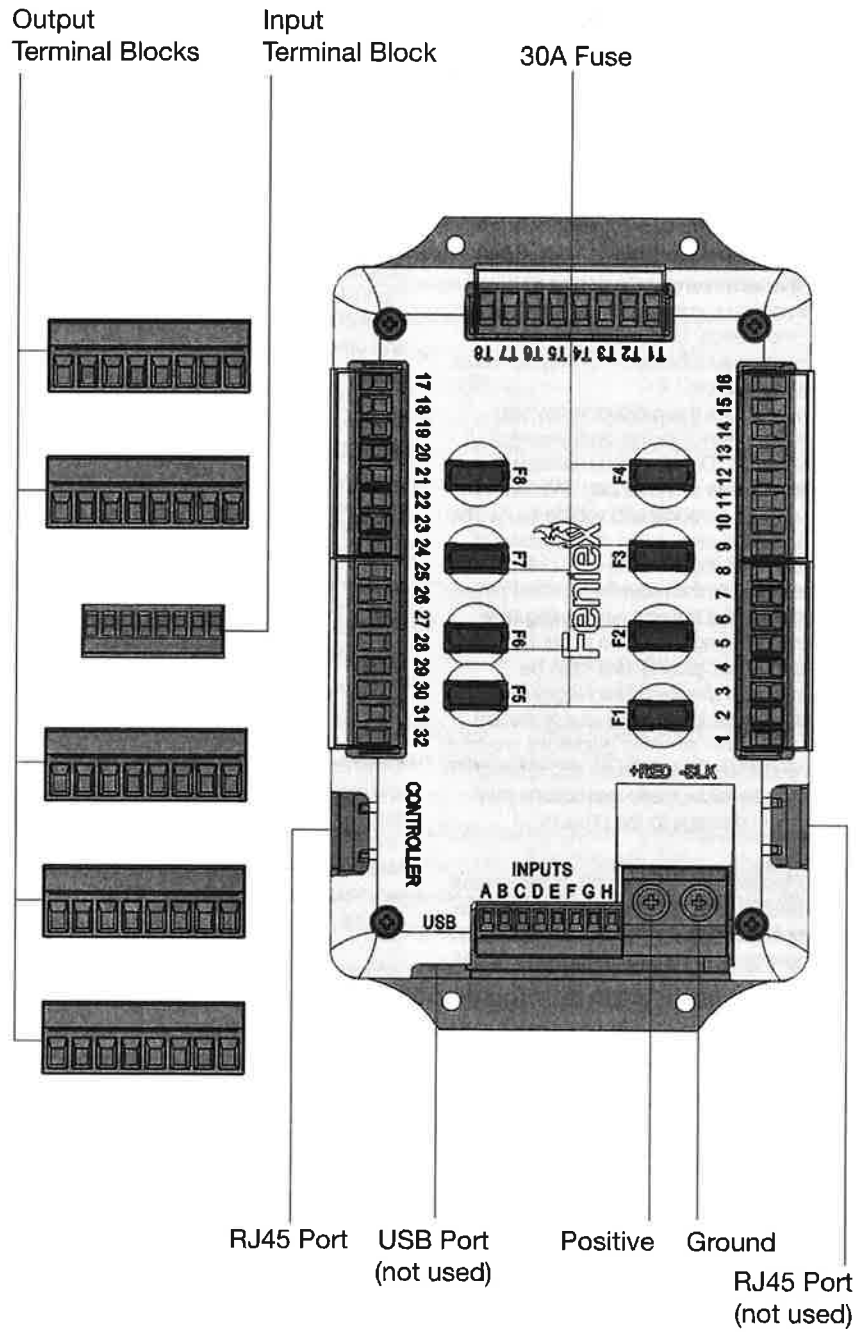 Output
Terminal Blocks
Input
Terminal Block
30A Fuse
T8 T7 T6 T5 T4 T3 T2 T1
17 18 19 20 21 22 23 24 25 26 27 28 29 30 31 32
16
15
14
13
12
11
10
9
8
7
6
5
4
3
2
1
F8
F7
F6
F5
F4
F3
F2
F1
Feniex
+RED -BLK
CONTROLLER
INPUTS
A B C D E F G H
USB
RJ45 Port
USB Port
(not used)
Positive
Ground
RJ45 Port
(not used)